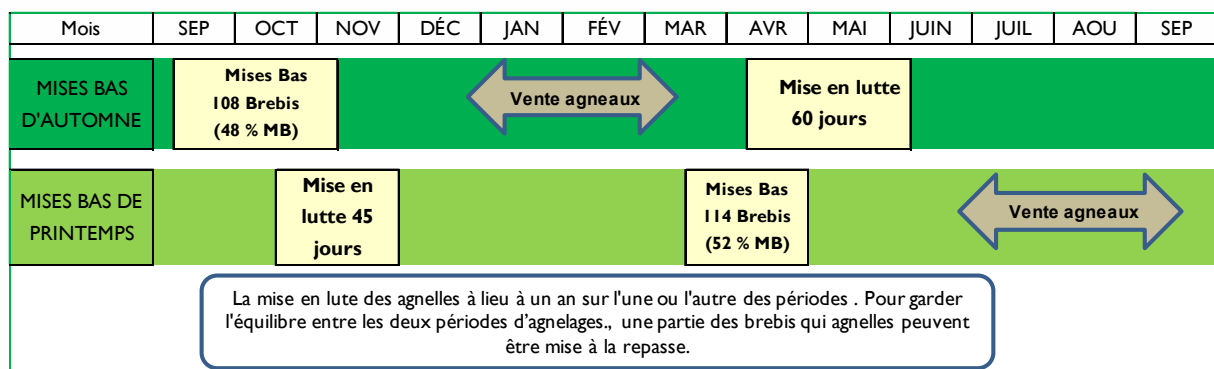 Mois SEP OCT NOV DÉC JAN FÉV MAR AVR MAI JUIN JUIL AOU SEP
MISES BAS
D'AUTOMNE
Mises Bas
108 Brebis
(48 % MB)
Vente agneaux
Mise en lutte
60 jours
MISES BAS DE
PRINTEMPS
Mise en
lutte 45
jours
Mises Bas
114 Brebis
(52 % MB)
Vente agneaux
La mise en lute des agnelles à lieu à un an sur l'une ou l'autre des périodes . Pour garder
l'équilibre entre les deux périodes d'agnelages., une partie des brebis qui agnelles peuvent
être mise à la repasse.